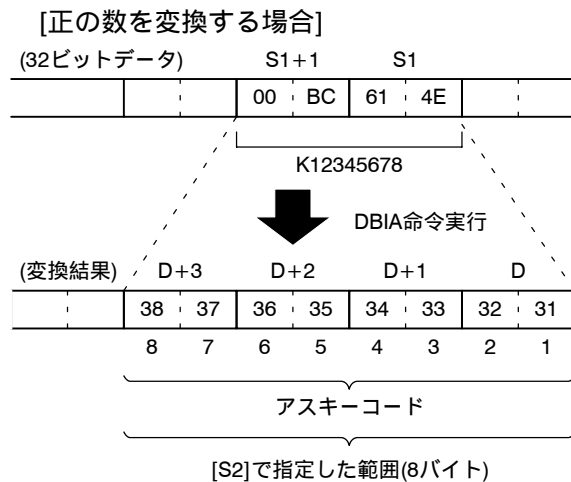 [正の数を変換する場合]
(32ビットデータ) S1+1 S1
00 BC 61 4E
K12345678
DBIA命令実行
(変換結果) D+3 D+2 D+1 D
38 37 36 35 34 33 32 31
8 7 6 5 4 3 2 1
アスキーコード
[S2]で指定した範囲(8バイト)